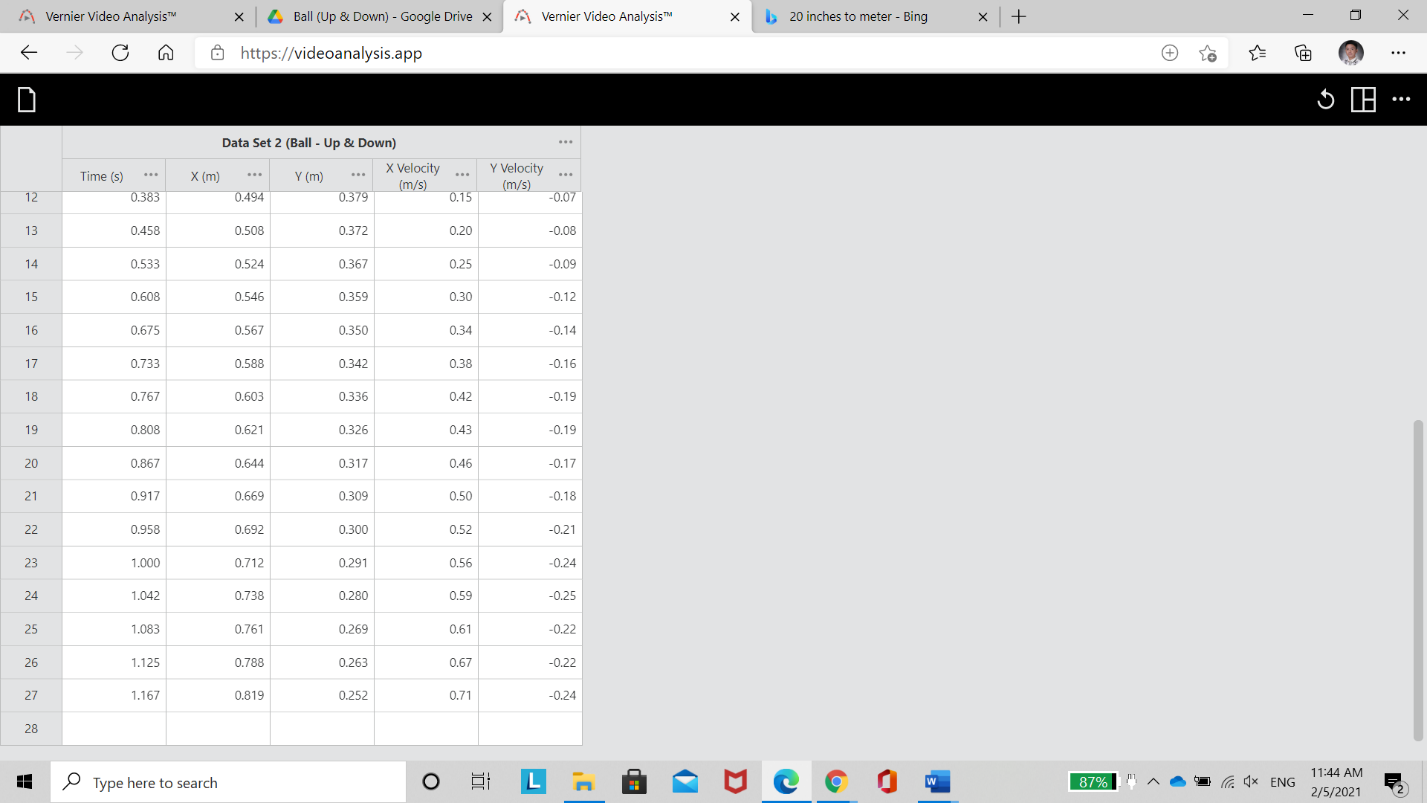 Vernier Video Analysis™ Ball (Up & Down) - Google Drive Vernier Video Analysis™ 20 inches to meter - Bing
https://videoanalysis.app
Data Set 2 (Ball - Up & Down)
Time (s) X (m) Y (m) X Velocity (m/s) Y Velocity (m/s)
12 0.383 0.494 0.379 0.15 -0.07
13 0.458 0.508 0.372 0.20 -0.08
14 0.533 0.524 0.367 0.25 -0.09
15 0.608 0.546 0.359 0.30 -0.12
16 0.675 0.567 0.350 0.34 -0.14
17 0.733 0.588 0.342 0.38 -0.16
18 0.767 0.603 0.336 0.42 -0.19
19 0.808 0.621 0.326 0.43 -0.19
20 0.867 0.644 0.317 0.46 -0.17
21 0.917 0.669 0.309 0.50 -0.18
22 0.958 0.692 0.300 0.52 -0.21
23 1.000 0.712 0.291 0.56 -0.24
24 1.042 0.738 0.280 0.59 -0.25
25 1.083 0.761 0.269 0.61 -0.22
26 1.125 0.788 0.263 0.67 -0.22
27 1.167 0.819 0.252 0.71 -0.24
28
Type here to search L W 87% ENG 11:44 AM 2
2/5/2021